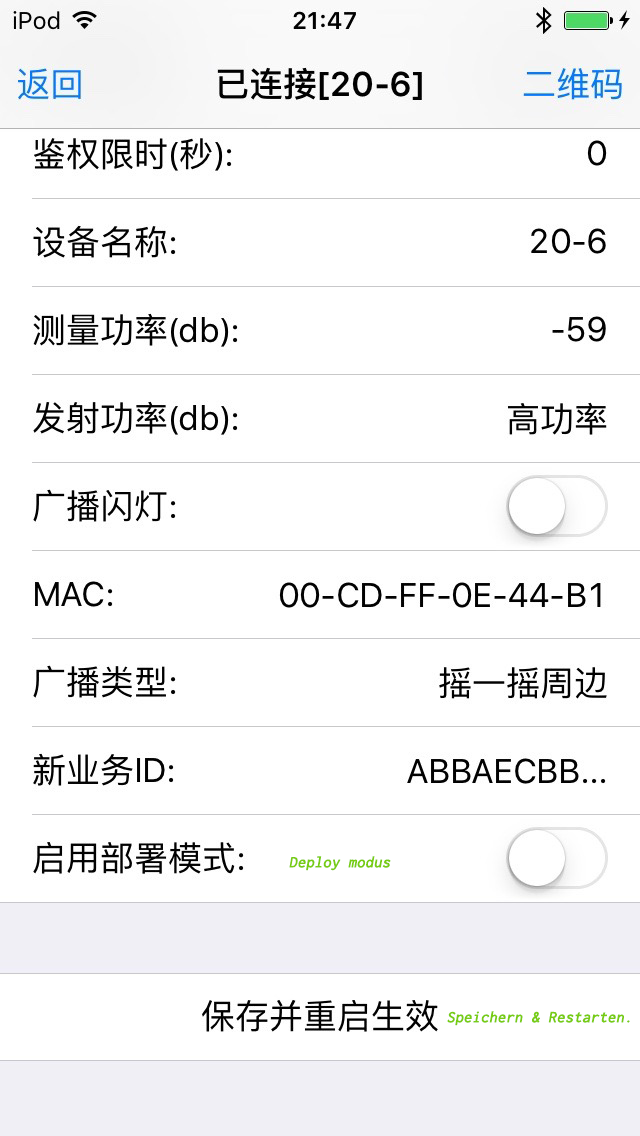 iPod 21:47
返回 已连接[20-6] 二维码
鉴权限时(秒): 0
设备名称: 20-6
测量功率(db): -59
发射功率(db): 高功率
广播闪灯:
MAC: 00-CD-FF-0E-44-B1
广播类型: 摇一摇周边
新业务ID: ABBAECBB...
启用部署模式: Deploy modus
保存并重启生效 Speichern & Restarten.